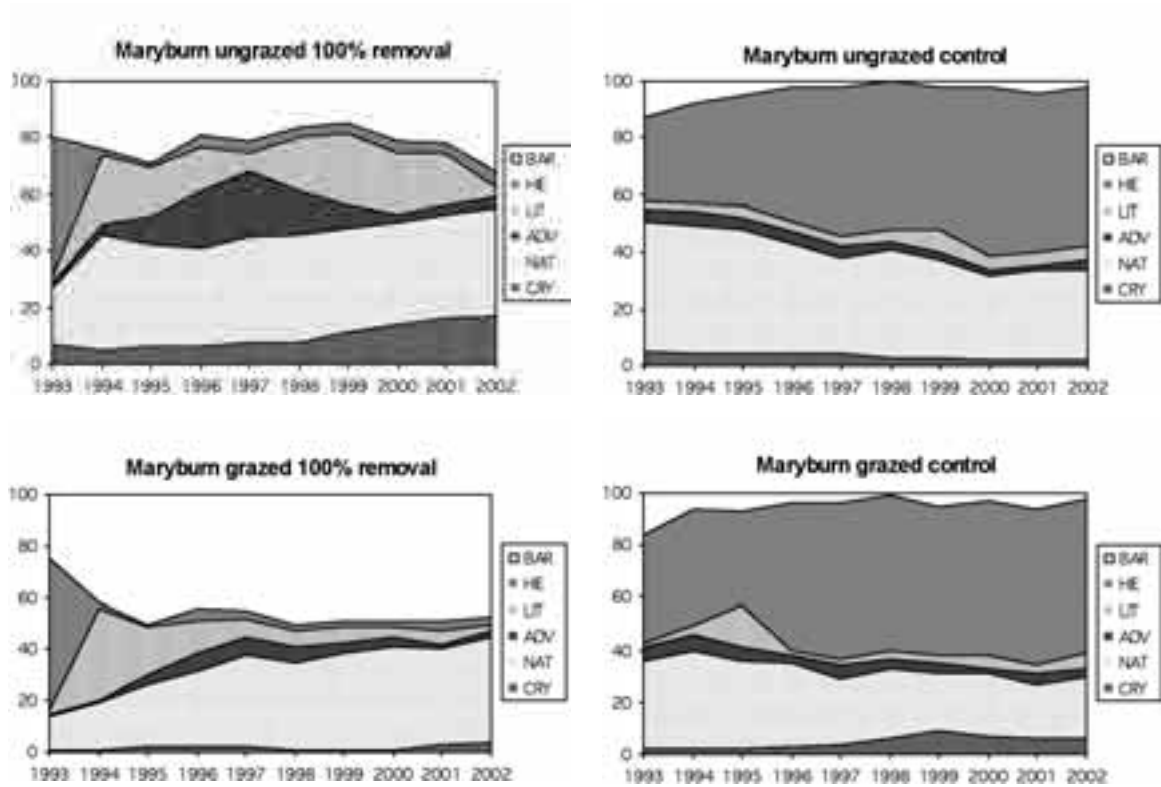 Maryburn ungrazed 100% removal
100
80
60
40
20
0
1993 1994 1995 1996 1997 1998 1999 2000 2001 2002
BAR
HE
LIT
ADV
NAT
CRY
Maryburn ungrazed control
100
80
60
40
20
0
1993 1994 1995 1996 1997 1998 1999 2000 2001 2002
BAR
HE
LIT
ADV
NAT
CRY
Maryburn grazed 100% removal
100
80
60
40
20
0
1993 1994 1995 1996 1997 1998 1999 2000 2001 2002
BAR
HE
LIT
ADV
NAT
CRY
Maryburn grazed control
100
80
60
40
20
0
1993 1994 1995 1996 1997 1998 1999 2000 2001 2002
BAR
HE
LIT
ADV
NAT
CRY